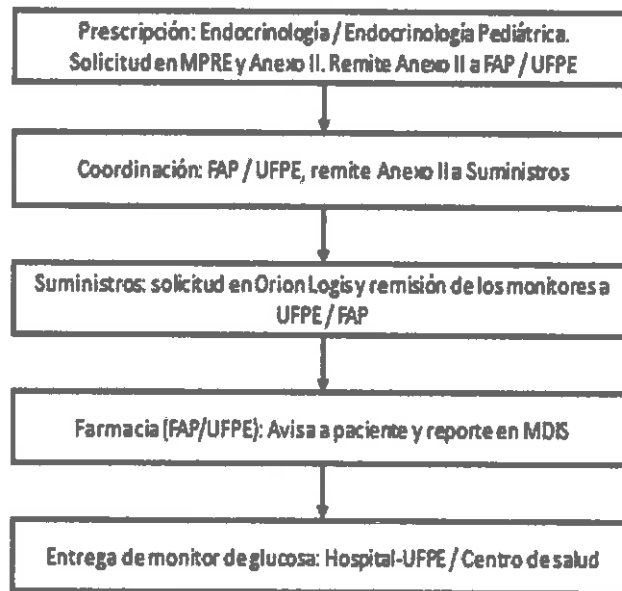 Prescripción: Endocrinología / Endocrinología Pediátrica.
Solicitud en MPRE y Anexo II. Remite Anexo II a FAP / UFPE
Coordinación: FAP / UFPE, remite Anexo II a Suministros
Suministros: solicitud en Orion Logis y remisión de los monitores a
UFPE / FAP
Farmacia (FAP/UFPE): Avisa a paciente y reporte en MDIS
Entrega de monitor de glucosa: Hospital-UFPE / Centro de salud